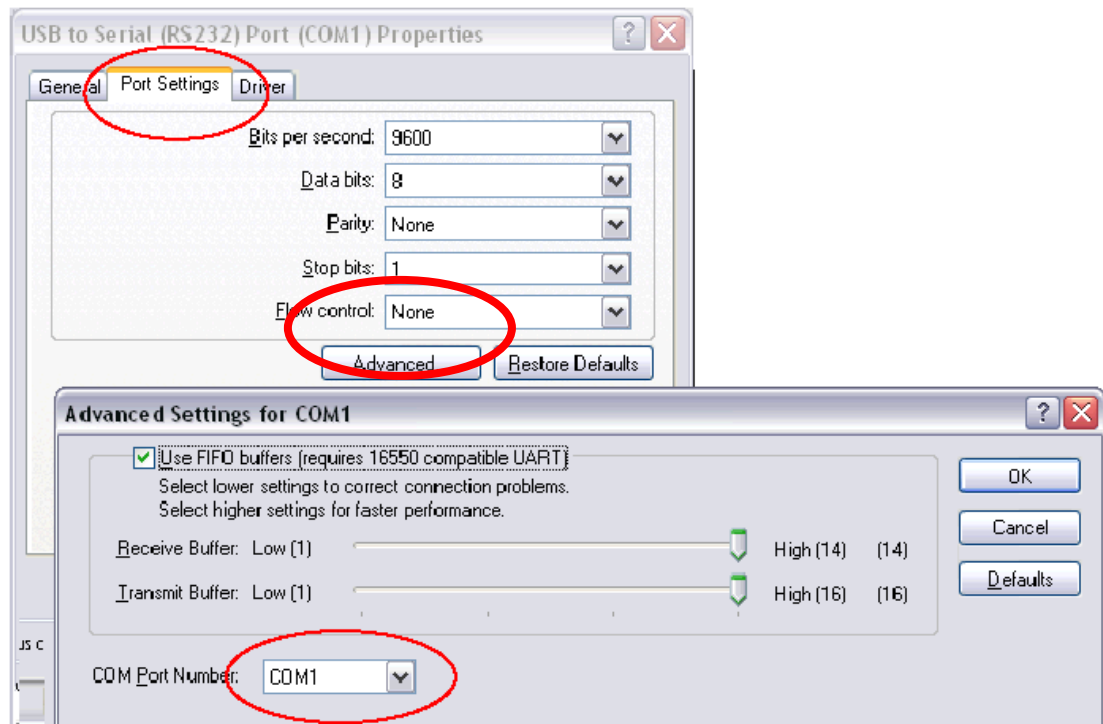 USB to Serial (RS232) Port (COM1) Properties
General Port Settings Driver
Bits per second: 9600
Data bits: 8
Parity: None
Stop bits: 1
Flow control: None
Advanced Restore Defaults
Advanced Settings for COM1
Use FIFO buffers (requires 16550 compatible UART)
Select lower settings to correct connection problems.
Select higher settings for faster performance.
Receive Buffer: Low (1) High (14) (14)
Transmit Buffer: Low (1) High (16) (16)
OK
Cancel
Defaults
COM Port Number: COM1